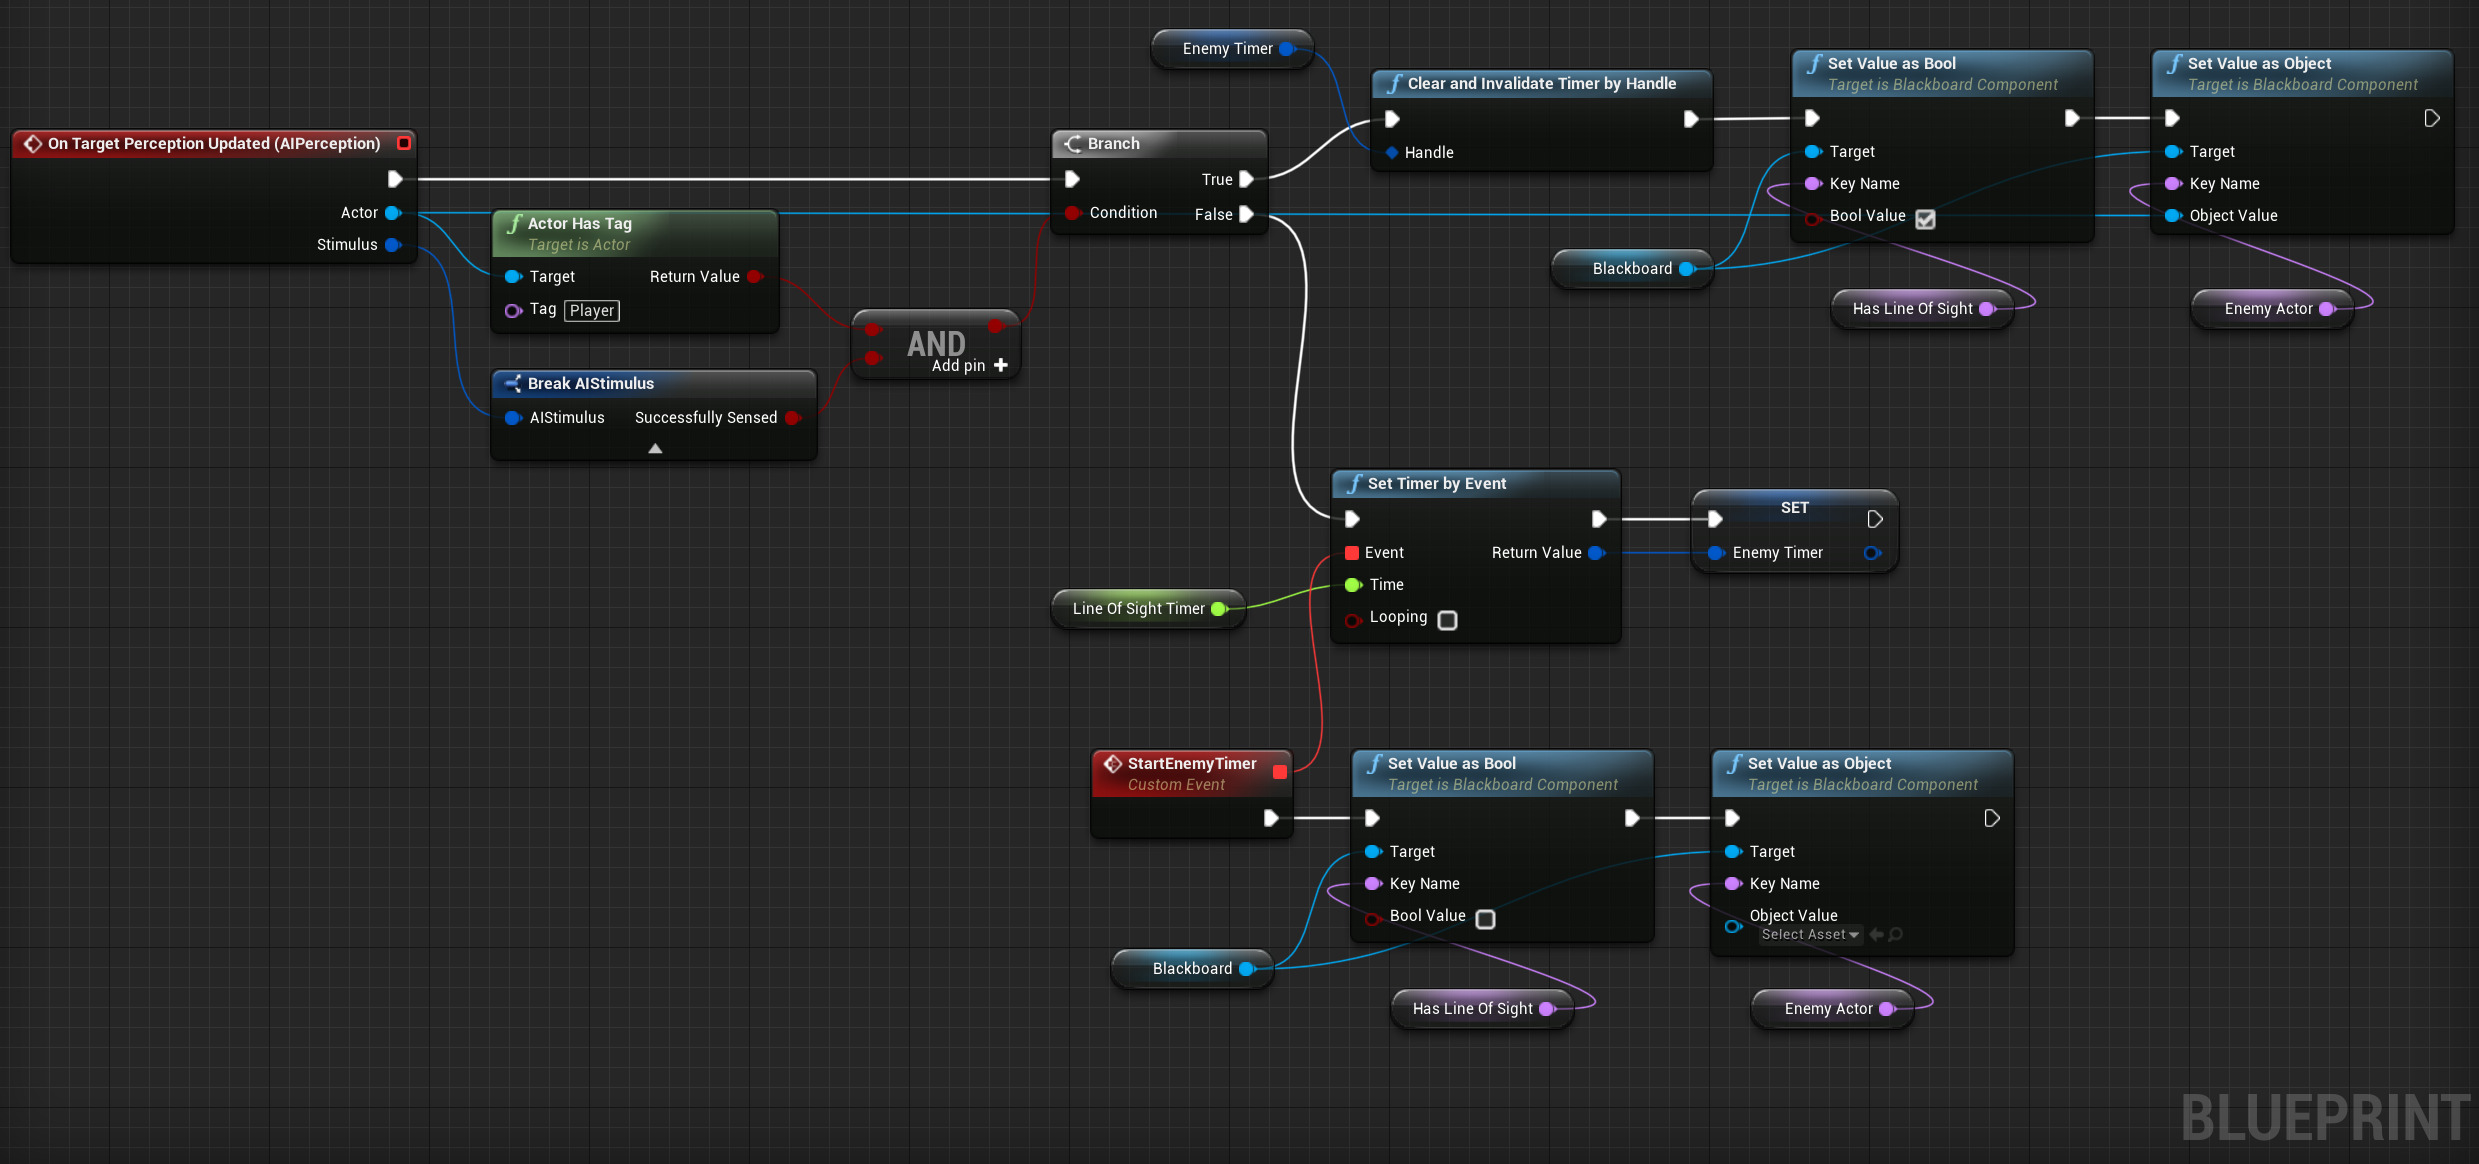 Enemy Timer
Clear and Invalidate Timer by Handle
Handle
Set Value as Bool
Target is Blackboard Component
Target
Key Name
Bool Value
Set Value as Object
Target is Blackboard Component
Target
Key Name
Object Value
On Target Perception Updated (AIPerception)
Actor
Stimulus
Branch
True
Condition
False
Actor Has Tag
Target is Actor
Target
Return Value
Tag
Player
AND
Add pin
Break AIStimulus
AIStimulus
Successfully Sensed
Blackboard
Has Line Of Sight
Enemy Actor
Set Timer by Event
Event
Return Value
Time
Looping
SET
Enemy Timer
Line Of Sight Timer
StartEnemyTimer
Custom Event
Set Value as Bool
Target is Blackboard Component
Target
Key Name
Bool Value
Set Value as Object
Target is Blackboard Component
Target
Key Name
Object Value
Select Asset
Blackboard
Has Line Of Sight
Enemy Actor
BLUEPRINT